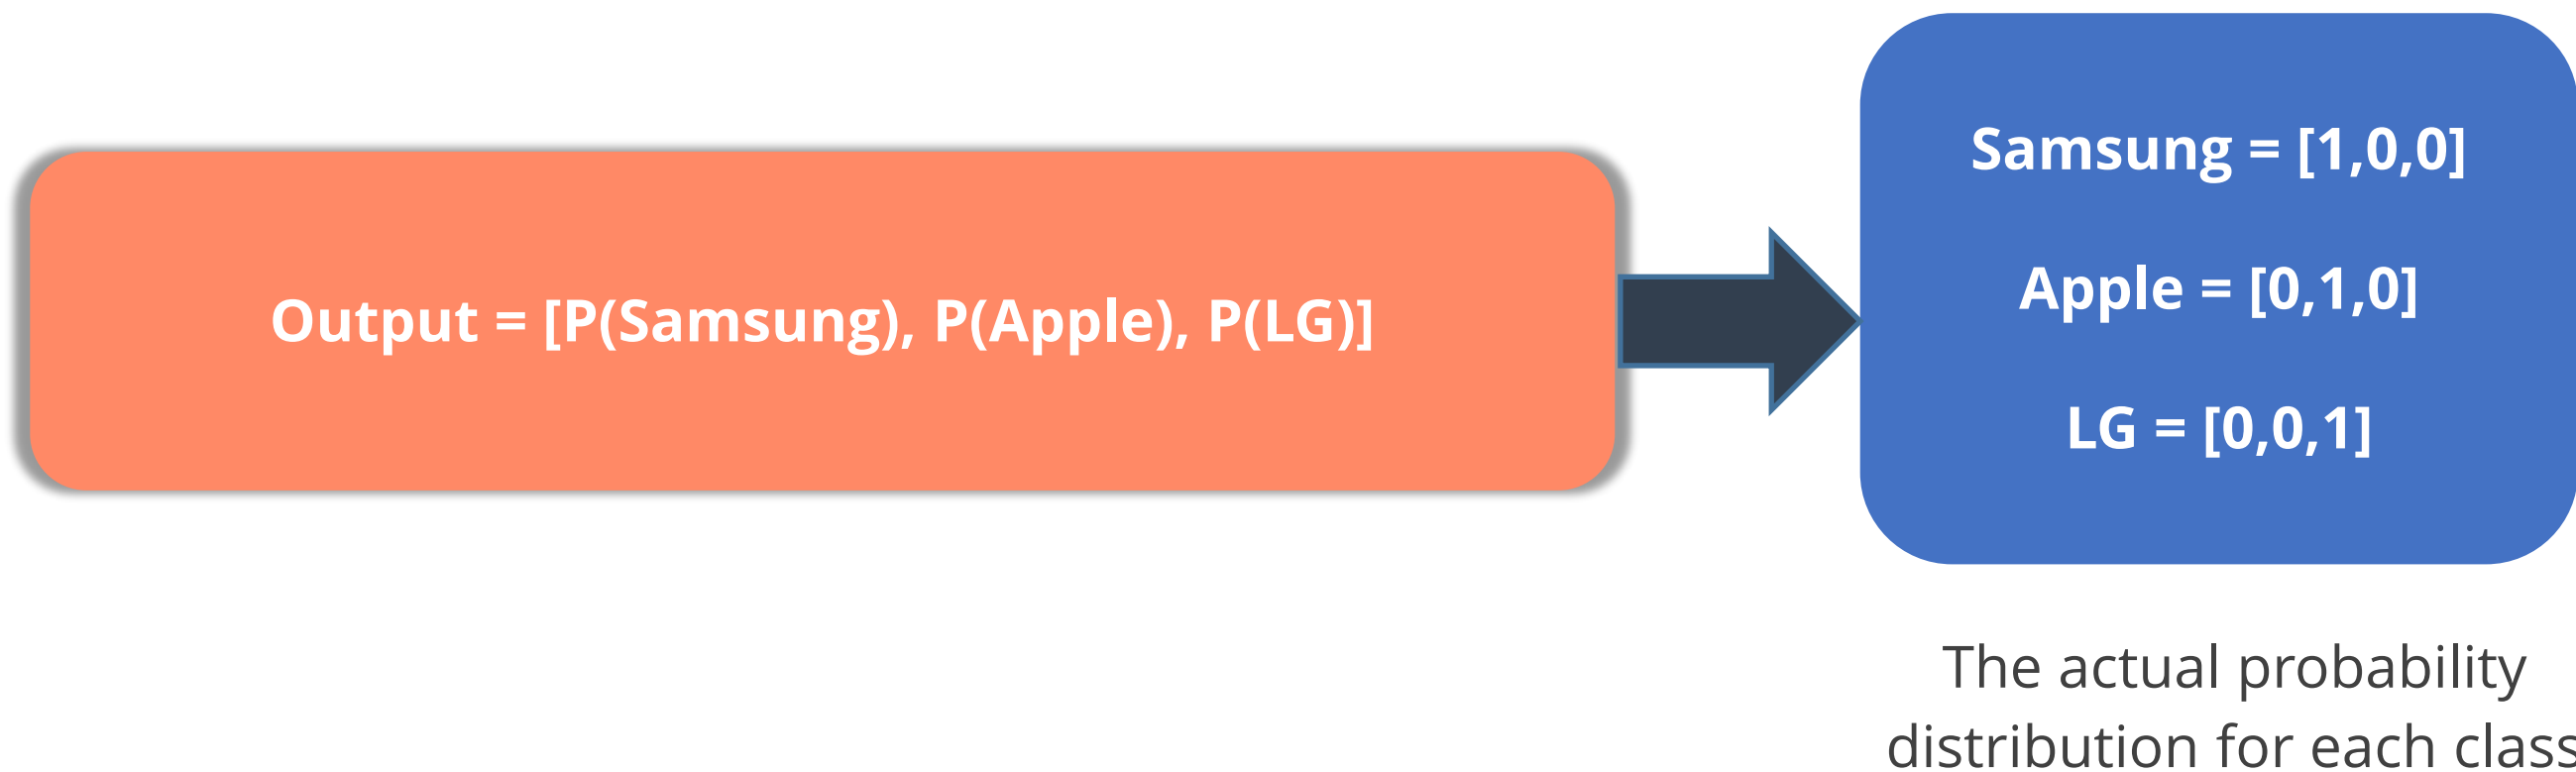 Output = [P(Samsung), P(Apple), P(LG)]
Samsung = [1,0,0]
Apple = [0,1,0]
LG = [0,0,1]
The actual probability
distribution for each class